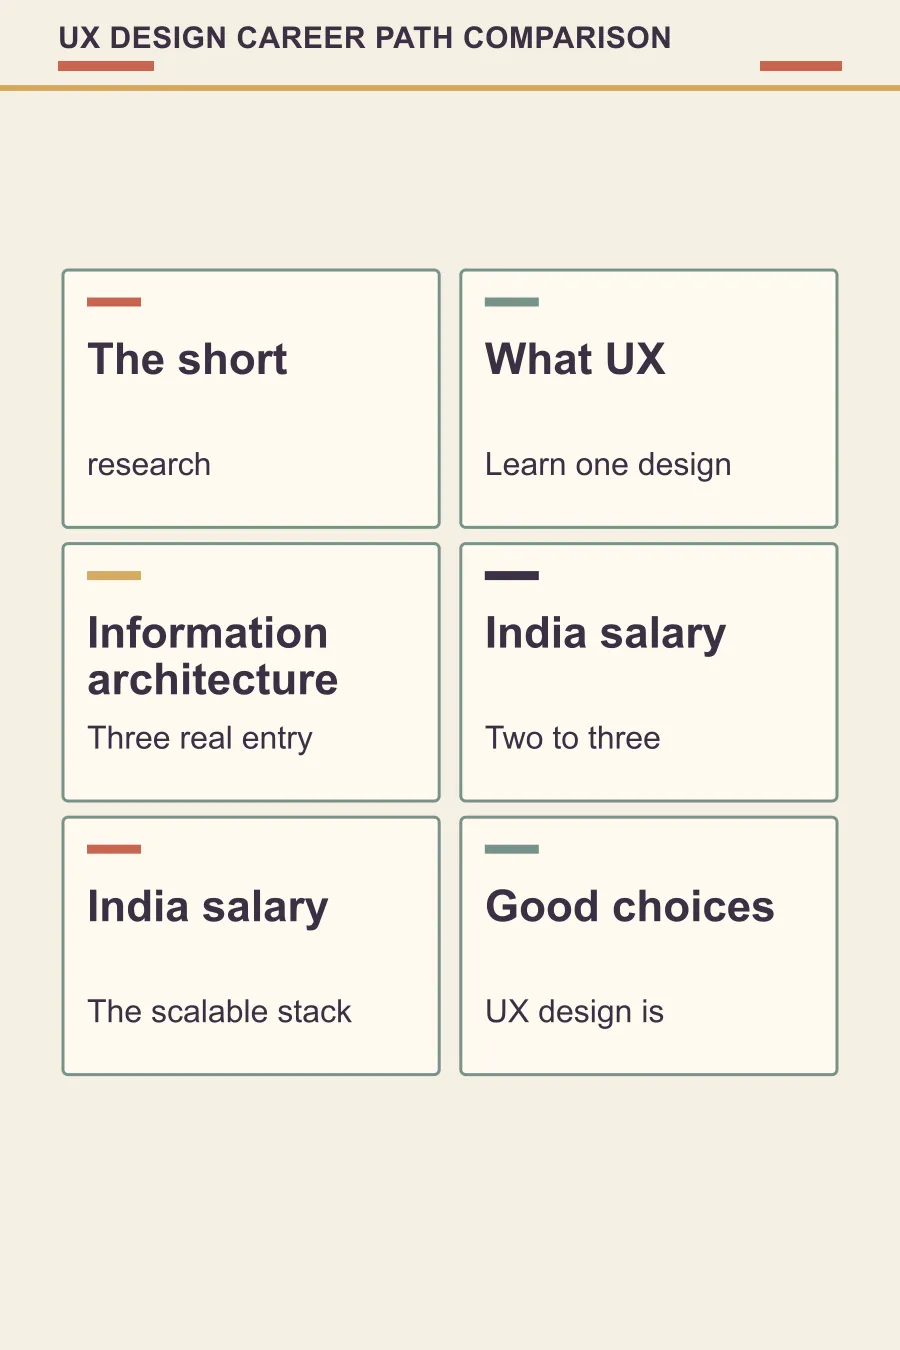 UX DESIGN CAREER PATH COMPARISON
The short
research
What UX
Learn one design
Information
architecture
Three real entry
India salary
Two to three
India salary
The scalable stack
Good choices
UX design is